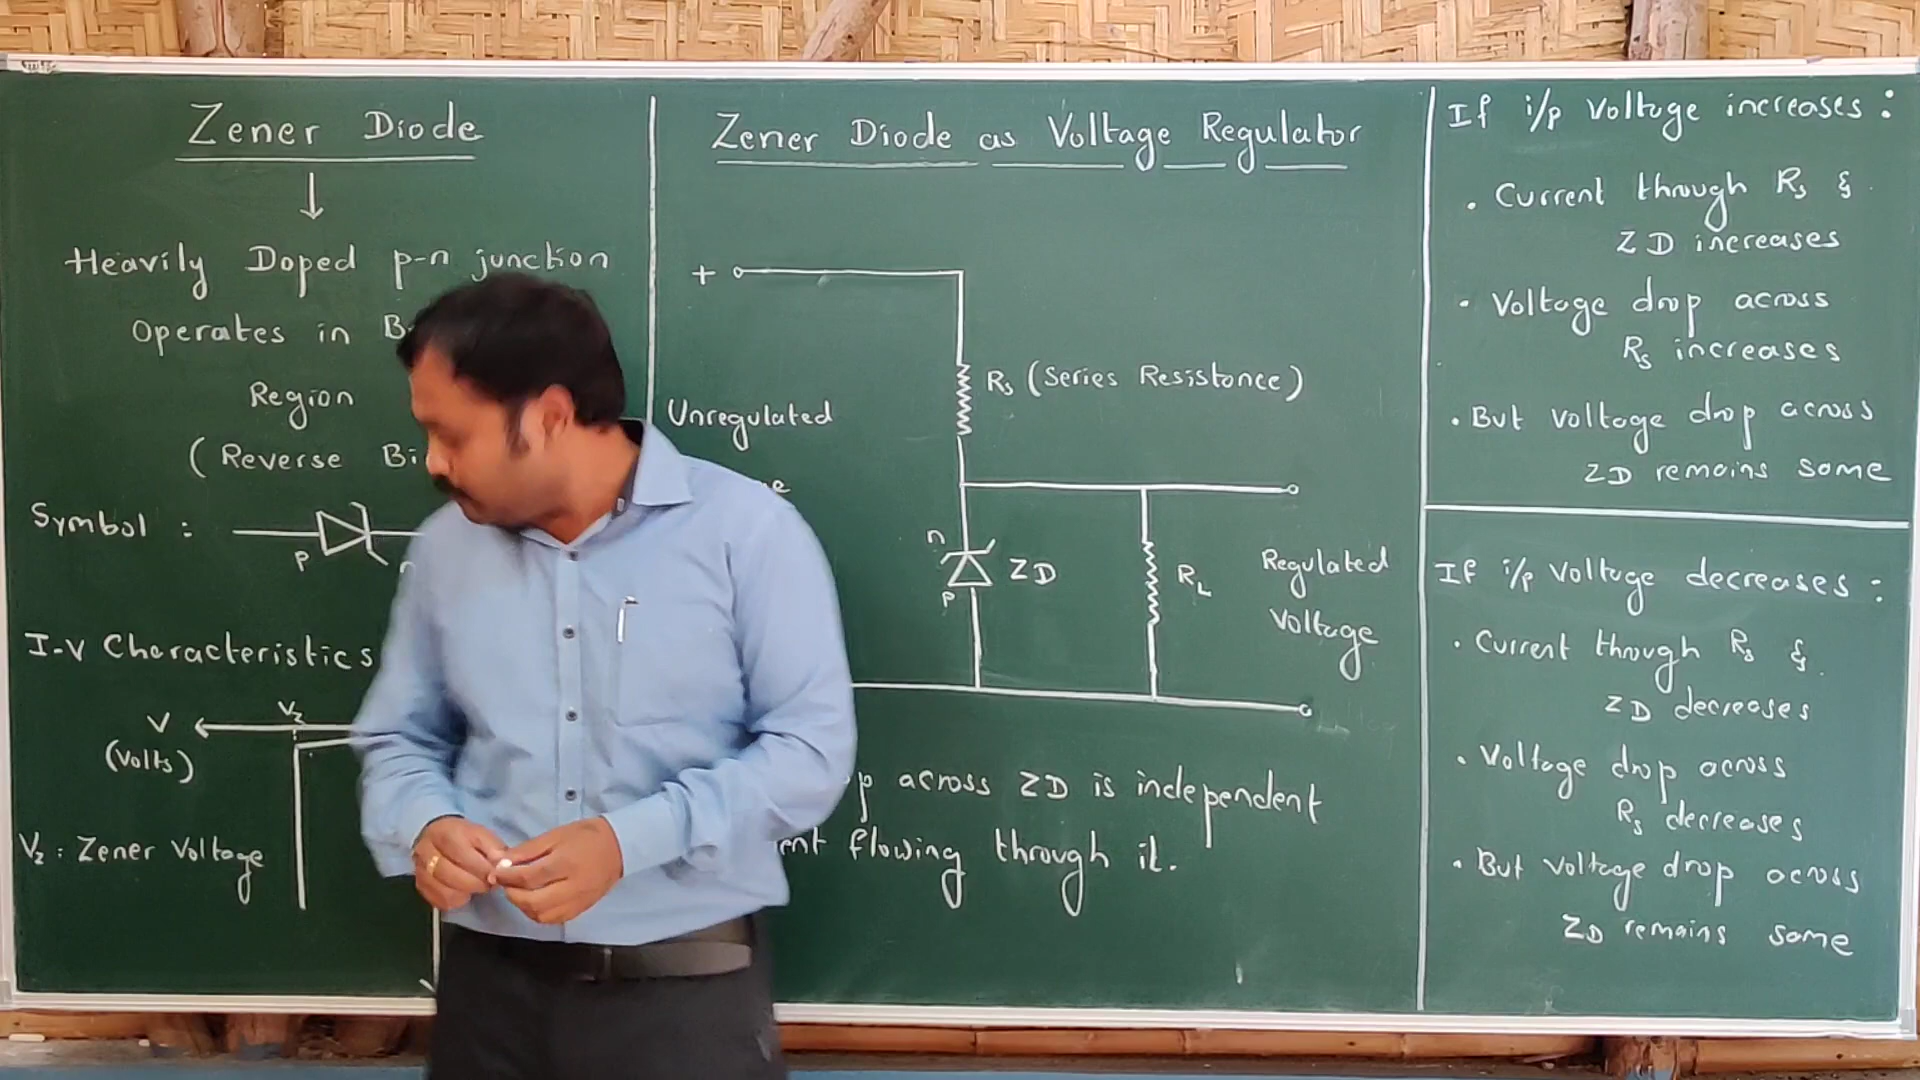 Zener Diode
Heavily Doped p-n junction
Operates in
Region
(Reverse
Symbol :
P
n
I-V Characteristics
V
Vz
(Volts)
Vz : Zener Voltage
Zener Diode as Voltage Regulator
+
Rs (Series Resistance)
Unregulated
n
ZD
P
RL
Regulated
Voltage
across ZD is independent
flowing through it.
If i/p Voltage increases :
• Current through Rs &
ZD increases
• Voltage drop across
Rs increases
• But voltage drop across
ZD remains same
If i/p Voltage decreases :
• Current through Rs &
ZD decreases
• Voltage drop across
Rs decreases
• But Voltage drop across
ZD remains same